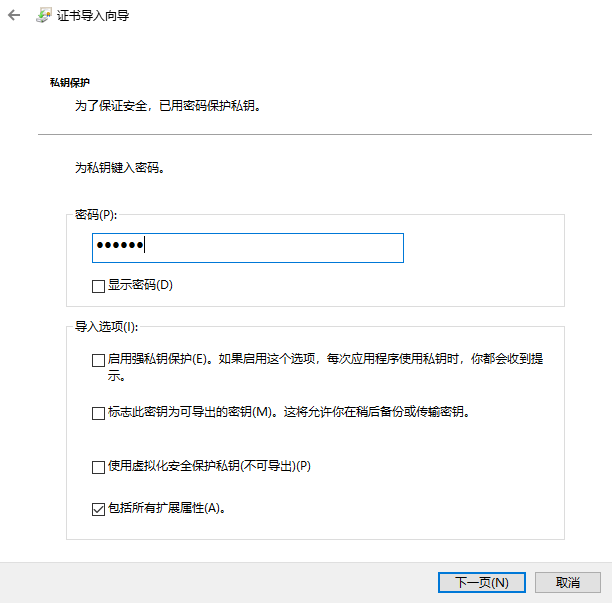 证书导入向导
私钥保护
为了保证安全，已用密码保护私钥。
为私钥键入密码。
密码(P):
●●●●●●
显示密码(D)
导入选项(I):
启用强私钥保护(E)。如果启用这个选项，每次应用程序使用私钥时，你都会收到提
示。
标志此密钥为可导出的密钥(M)。这将允许你在稍后备份或传输密钥。
使用虚拟化安全保护私钥(不可导出)(P)
包括所有扩展属性(A)。
下一页(N)
取消